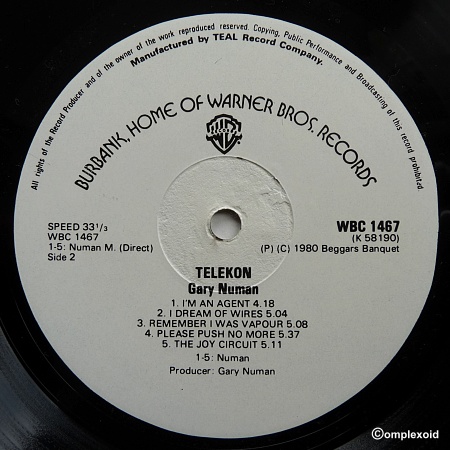 All rights of the Record Producer and of the owner of the work reproduced reserved. Copying, Public Performance and Broadcasting of this record prohibited.
Manufactured by TEAL Record Company.
BURBANK, HOME OF WARNER BROS. RECORDS
SPEED 33 1/3
WBC 1467
1-5: Numan M. (Direct)
Side 2
WBC 1467
(K 58190)
(P) (C) 1980 Beggars Banquet
TELEKON
Gary Numan
1. I'M AN AGENT 4.18
2. I DREAM OF WIRES 5.04
3. REMEMBER I WAS VAPOUR 5.08
4. PLEASE PUSH NO MORE 5.37
5. THE JOY CIRCUIT 5.11
1-5: Numan
Producer: Gary Numan
©omplexoid